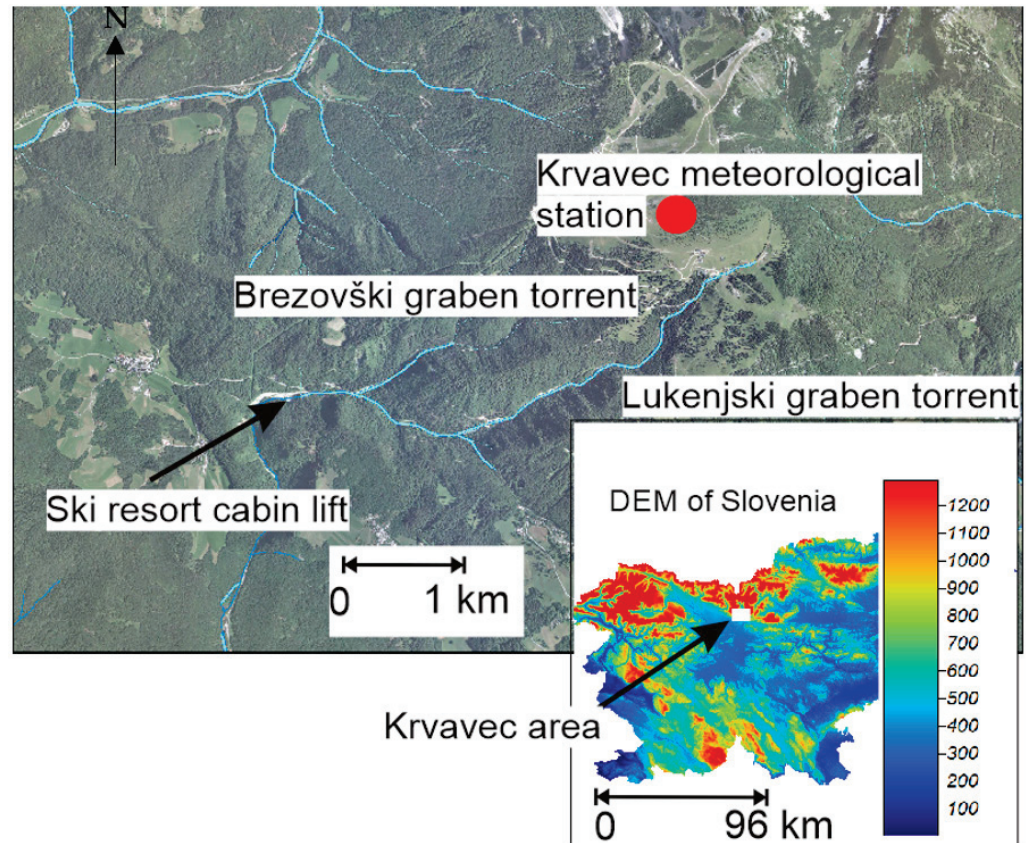 N
Krvavec meteorological
station
Brezovški graben torrent
Lukenjski graben torrent
Ski resort cabin lift
0 1 km
DEM of Slovenia
1200
1000
900
800
700
600
500
400
300
200
100
Krvavec area
0 96 km